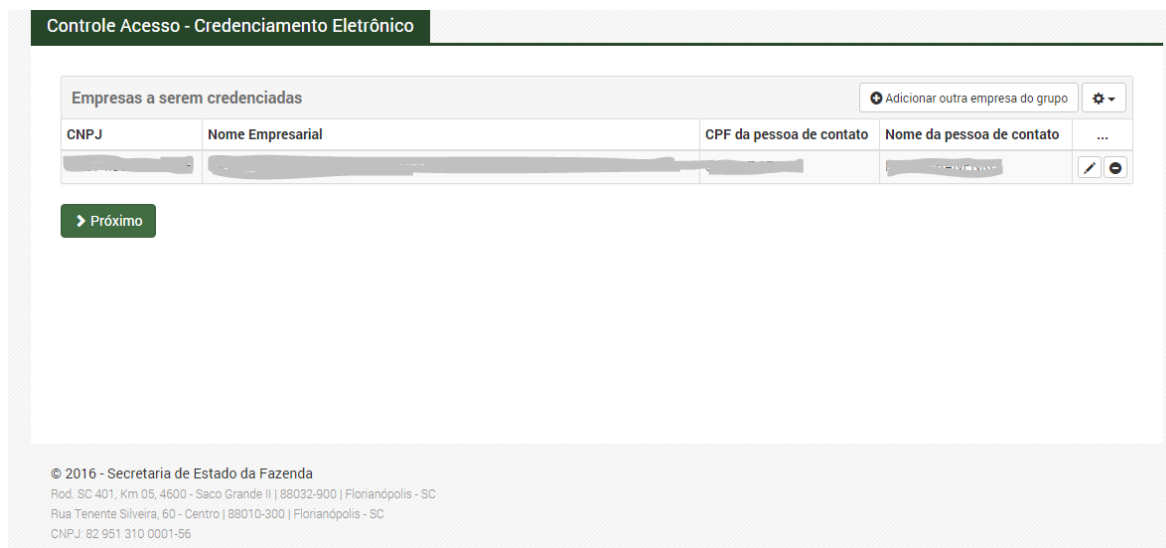 Controle Acesso - Credenciamento Eletrônico
Empresas a serem credenciadas
Adicionar outra empresa do grupo
CNPJ Nome Empresarial CPF da pessoa de contato Nome da pessoa de contato ...
Próximo
© 2016 - Secretaria de Estado da Fazenda
Rod. SC 401, Km 05, 4600 - Saco Grande II | 88032-900 | Florianópolis - SC
Rua Tenente Silveira, 60 - Centro | 88010-300 | Florianópolis - SC
CNPJ: 82 951 310 0001-56